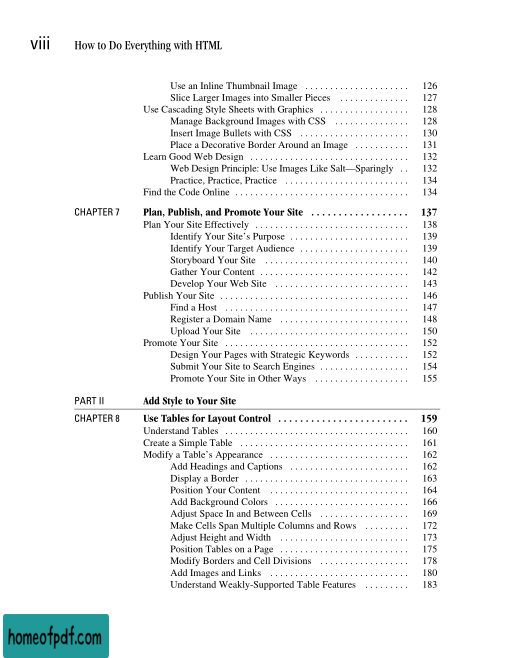 viii How to Do Everything with HTML
Use an Inline Thumbnail Image . . . . . . . . . . . . . . . . . . . . . 126
Slice Larger Images into Smaller Pieces . . . . . . . . . . . . . . 127
Use Cascading Style Sheets with Graphics . . . . . . . . . . . . . . . . . . 128
Manage Background Images with CSS . . . . . . . . . . . . . . . 128
Insert Image Bullets with CSS . . . . . . . . . . . . . . . . . . . . . . 130
Place a Decorative Border Around an Image . . . . . . . . . . . 131
Learn Good Web Design . . . . . . . . . . . . . . . . . . . . . . . . . . . . . . . . 132
Web Design Principle: Use Images Like Salt—Sparingly . . 132
Practice, Practice, Practice . . . . . . . . . . . . . . . . . . . . . . . . . 134
Find the Code Online . . . . . . . . . . . . . . . . . . . . . . . . . . . . . . . . . . . 134
CHAPTER 7 Plan, Publish, and Promote Your Site . . . . . . . . . . . . . . . . . . 137
Plan Your Site Effectively . . . . . . . . . . . . . . . . . . . . . . . . . . . . . . . 138
Identify Your Site's Purpose . . . . . . . . . . . . . . . . . . . . . . . . 139
Identify Your Target Audience . . . . . . . . . . . . . . . . . . . . . . 139
Storyboard Your Site . . . . . . . . . . . . . . . . . . . . . . . . . . . . . 140
Gather Your Content . . . . . . . . . . . . . . . . . . . . . . . . . . . . . . 142
Develop Your Web Site . . . . . . . . . . . . . . . . . . . . . . . . . . . 143
Publish Your Site . . . . . . . . . . . . . . . . . . . . . . . . . . . . . . . . . . . . . . 146
Find a Host . . . . . . . . . . . . . . . . . . . . . . . . . . . . . . . . . . . . . 147
Register a Domain Name . . . . . . . . . . . . . . . . . . . . . . . . . . 148
Upload Your Site . . . . . . . . . . . . . . . . . . . . . . . . . . . . . . . . 150
Promote Your Site . . . . . . . . . . . . . . . . . . . . . . . . . . . . . . . . . . . . . 152
Design Your Pages with Strategic Keywords . . . . . . . . . . . 152
Submit Your Site to Search Engines . . . . . . . . . . . . . . . . . . 154
Promote Your Site in Other Ways . . . . . . . . . . . . . . . . . . . 155
PART II Add Style to Your Site
CHAPTER 8 Use Tables for Layout Control . . . . . . . . . . . . . . . . . . . . . . . . 159
Understand Tables . . . . . . . . . . . . . . . . . . . . . . . . . . . . . . . . . . . . . 160
Create a Simple Table . . . . . . . . . . . . . . . . . . . . . . . . . . . . . . . . . . 161
Modify a Table's Appearance . . . . . . . . . . . . . . . . . . . . . . . . . . . . 162
Add Headings and Captions . . . . . . . . . . . . . . . . . . . . . . . . 162
Display a Border . . . . . . . . . . . . . . . . . . . . . . . . . . . . . . . . . 163
Position Your Content . . . . . . . . . . . . . . . . . . . . . . . . . . . . 164
Add Background Colors . . . . . . . . . . . . . . . . . . . . . . . . . . . 166
Adjust Space In and Between Cells . . . . . . . . . . . . . . . . . . 169
Make Cells Span Multiple Columns and Rows . . . . . . . . . 172
Adjust Height and Width . . . . . . . . . . . . . . . . . . . . . . . . . . 173
Position Tables on a Page . . . . . . . . . . . . . . . . . . . . . . . . . . 175
Modify Borders and Cell Divisions . . . . . . . . . . . . . . . . . . 178
Add Images and Links . . . . . . . . . . . . . . . . . . . . . . . . . . . . 180
Understand Weakly-Supported Table Features . . . . . . . . . 183
homeofpdf.com